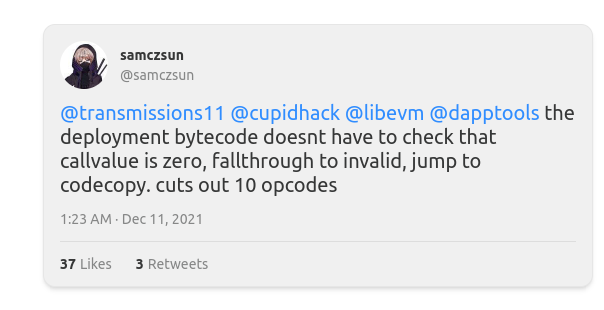 samczsun
@samczsun
@transmissions11 @cupidhack @libevm @dapptools the
deployment bytecode doesnt have to check that
callvalue is zero, fallthrough to invalid, jump to
codecopy. cuts out 10 opcodes
1:23 AM · Dec 11, 2021
37 Likes 3 Retweets